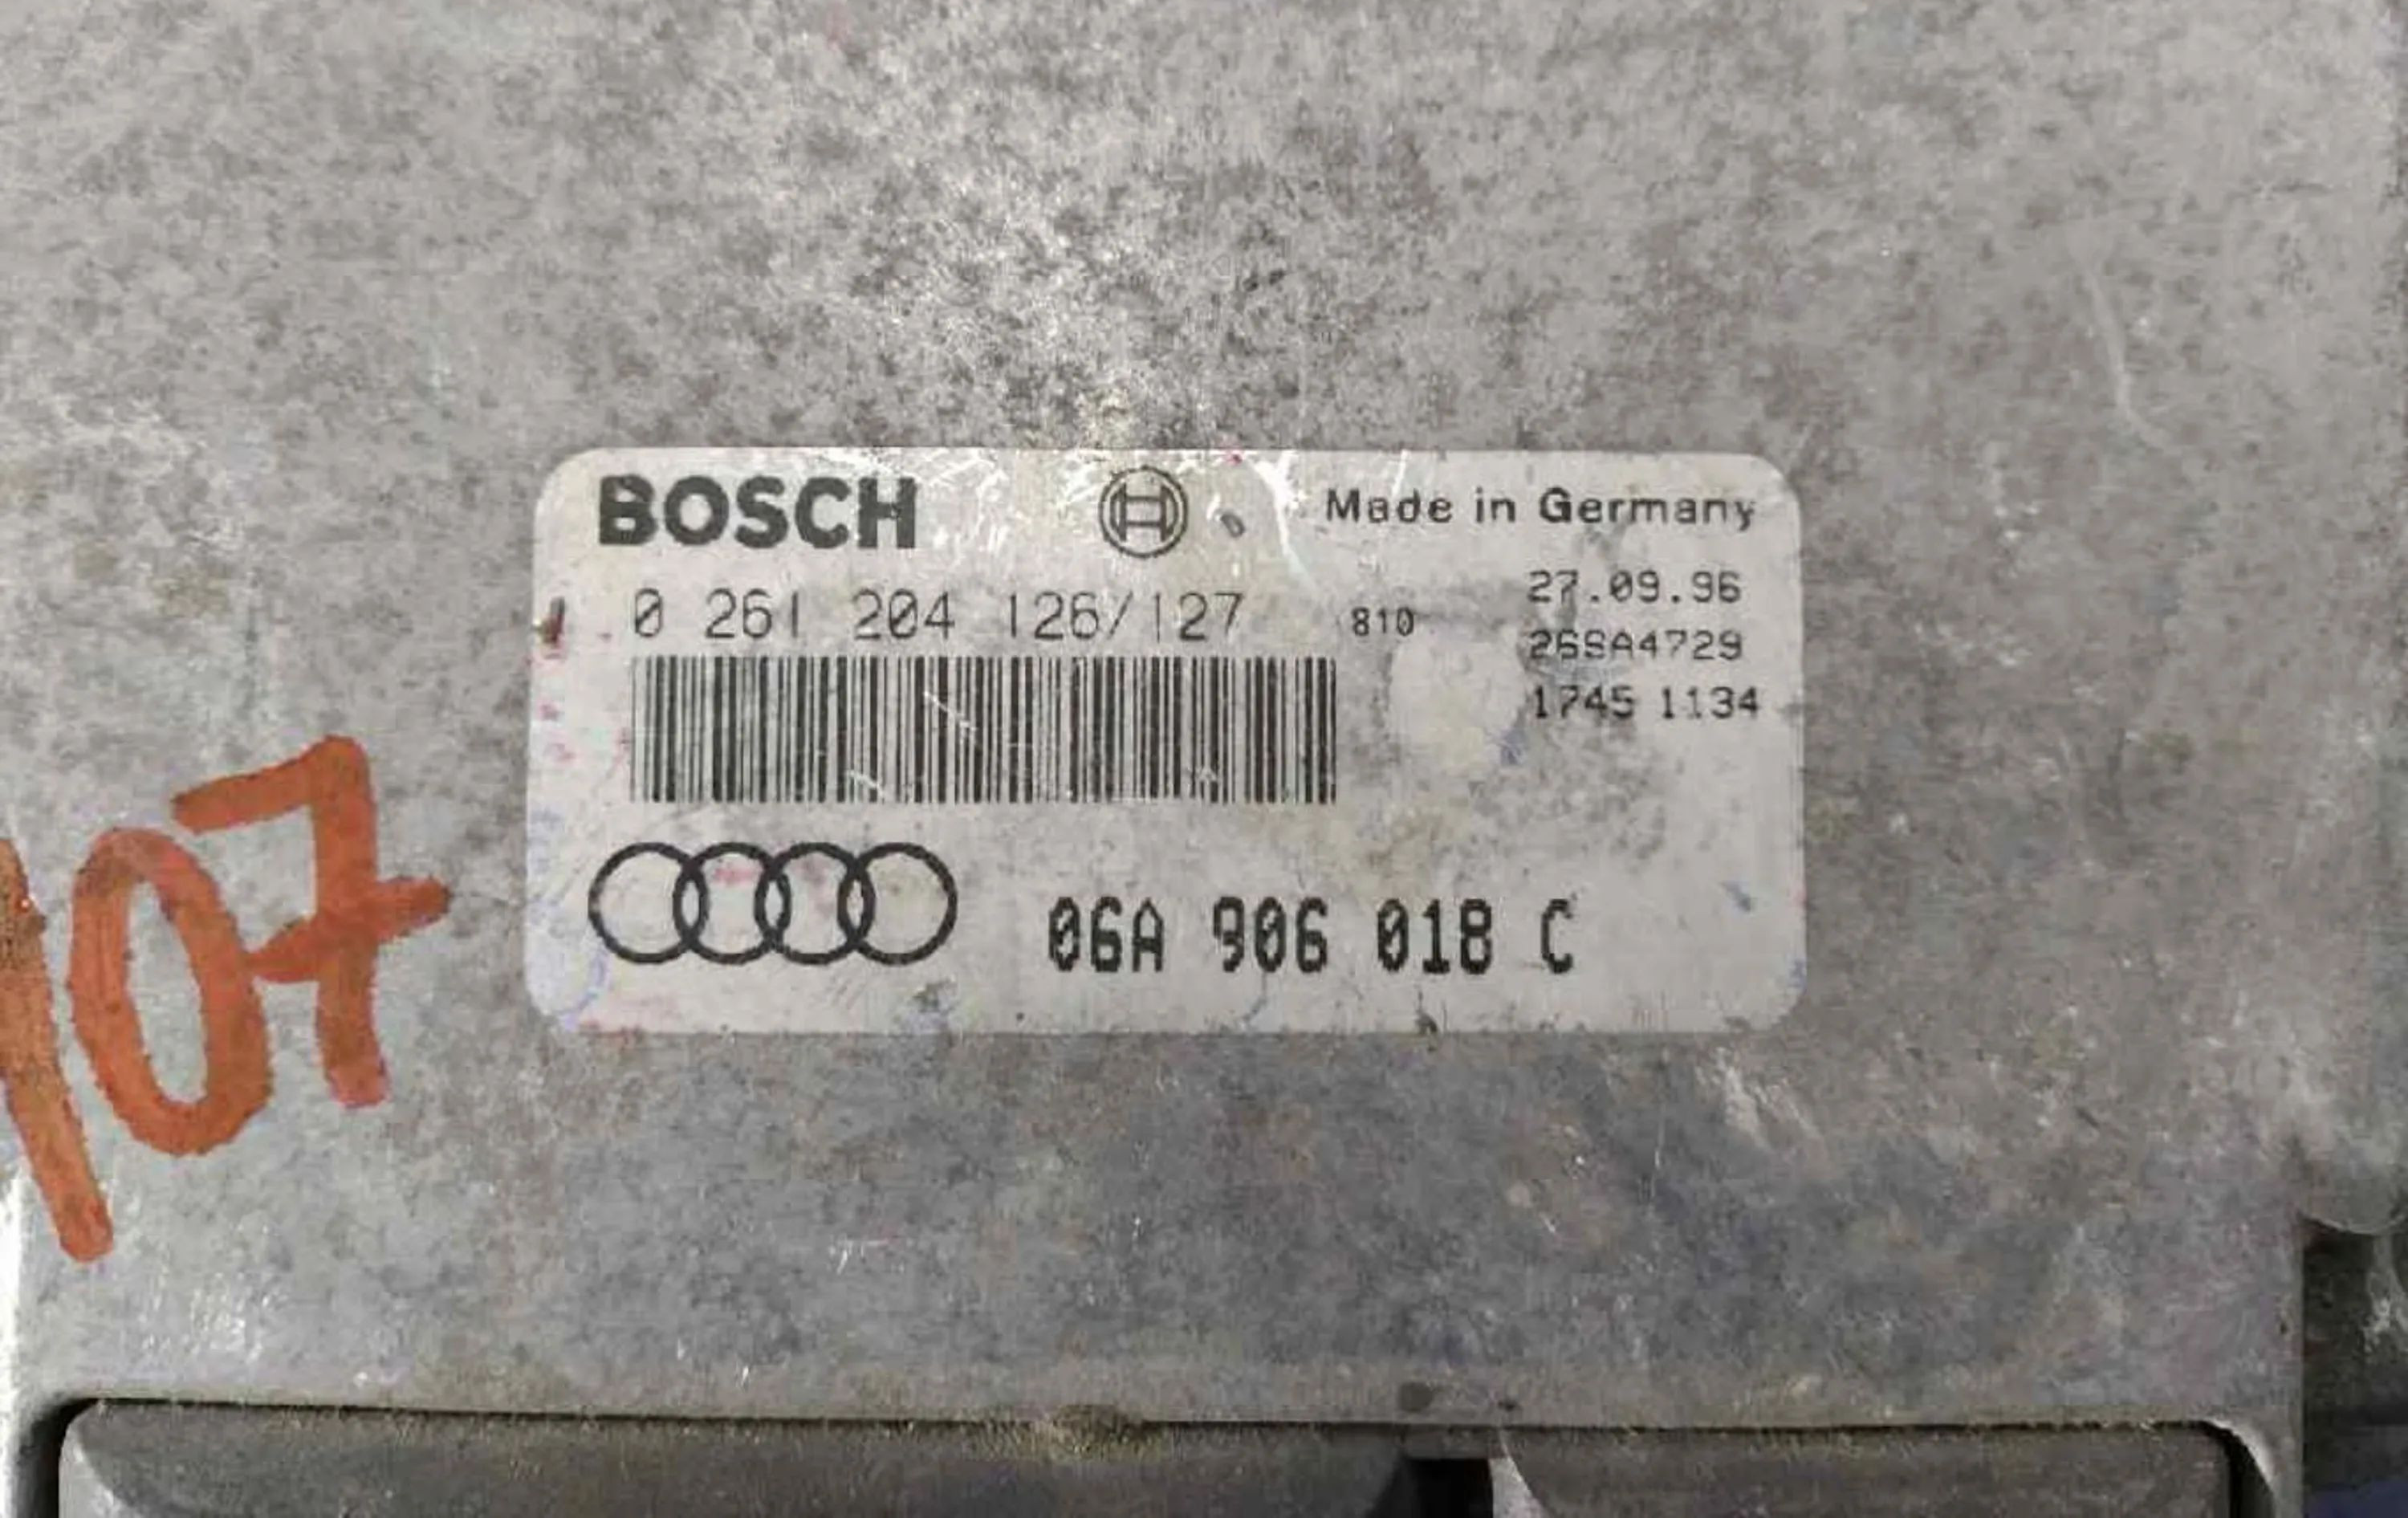 BOSCH Made in Germany
0 261 204 126/127 810 27.09.96
26SA4729
1745 1134
06A 906 018 C
107